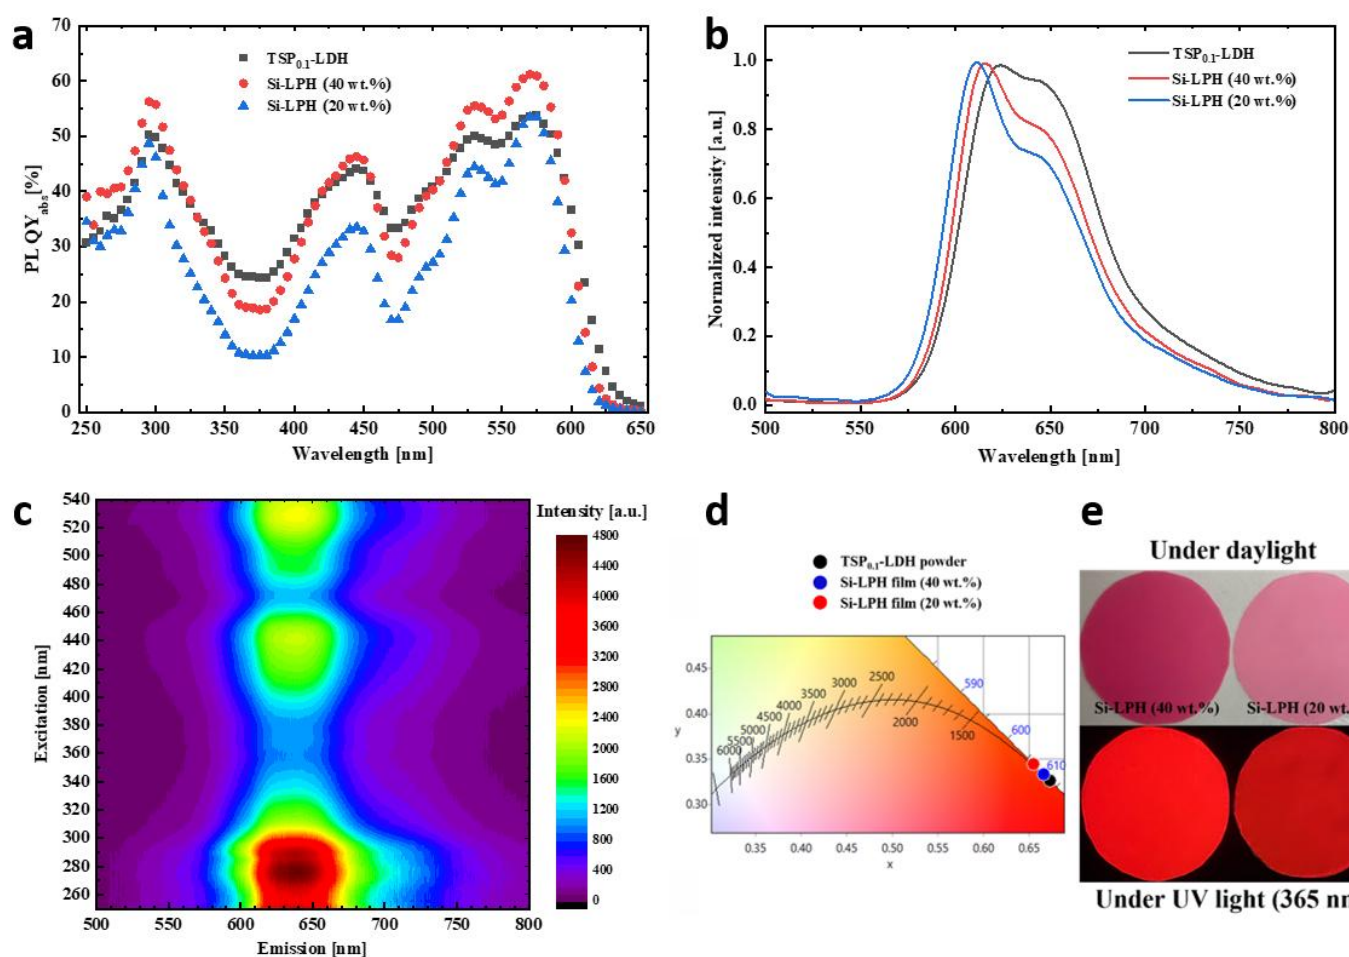 a
70
60
50
40
30
20
10
0
PLQY_abs [%]
TSP0.1-LDH
Si-LPH (40 wt.%)
Si-LPH (20 wt.%)
250 300 350 400 450 500 550 600 650
Wavelength [nm]
b
1.0
0.8
0.6
0.4
0.2
0.0
Normalized intensity [a.u.]
TSP0.1-LDH
Si-LPH (40 wt.%)
Si-LPH (20 wt.%)
500 550 600 650 700 750 800
Wavelength [nm]
c
540
520
500
480
460
440
420
400
380
360
340
320
300
280
260
Excitation [nm]
500 550 600 650 700 750 800
Emission [nm]
Intensity [a.u.]
4800
4400
4000
3600
3200
2800
2400
2000
1600
1200
800
400
0
d
TSP0.1-LDH powder
Si-LPH film (40 wt.%)
Si-LPH film (20 wt.%)
0.45
0.40
0.35
0.30
y
590
600
610
6000
5500
5000
4500
4000
3500
3000
2500
2000
1500
0.35 0.40 0.45 0.50 0.55 0.60 0.65
x
e
Under daylight
Si-LPH (40 wt.%)
Si-LPH (20 wt.
Under UV light (365 nm